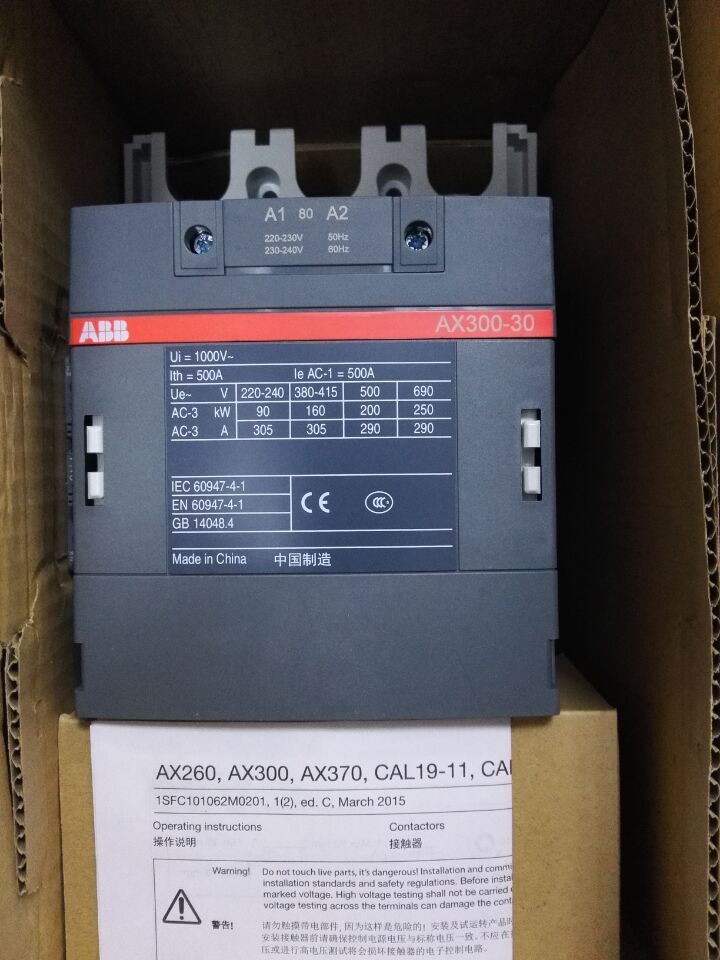 A1 80 A2
220-230V 50Hz
230-240V 60Hz
ABB AX300-30
Ui = 1000V~
Ith = 500A Ie AC-1 = 500A
Ue~ V 220-240 380-415 500 690
AC-3 kW 90 160 200 250
AC-3 A 305 305 290 290
IEC 60947-4-1
EN 60947-4-1
GB 14048.4
CE CCC
Made in China 中国制造
AX260, AX300, AX370, CAL19-11, CAL
1SFC101062M0201, 1(2), ed. C, March 2015
Operating instructions Contactors
操作说明 接触器
Warning! Do not touch live parts, it's dangerous! Installation and comm
installation standards and safety regulations. Before insta
marked voltage. High voltage testing shall not be carried
voltage testing across the terminals can damage the cont
警告! 请勿触摸带电部件, 因为这样是危险的! 安装及试运转产品时
安装接触器前请确保控制电源电压与标称电压一致。不应在
压或进行高电压测试将会损坏接触器的电子控制电路。